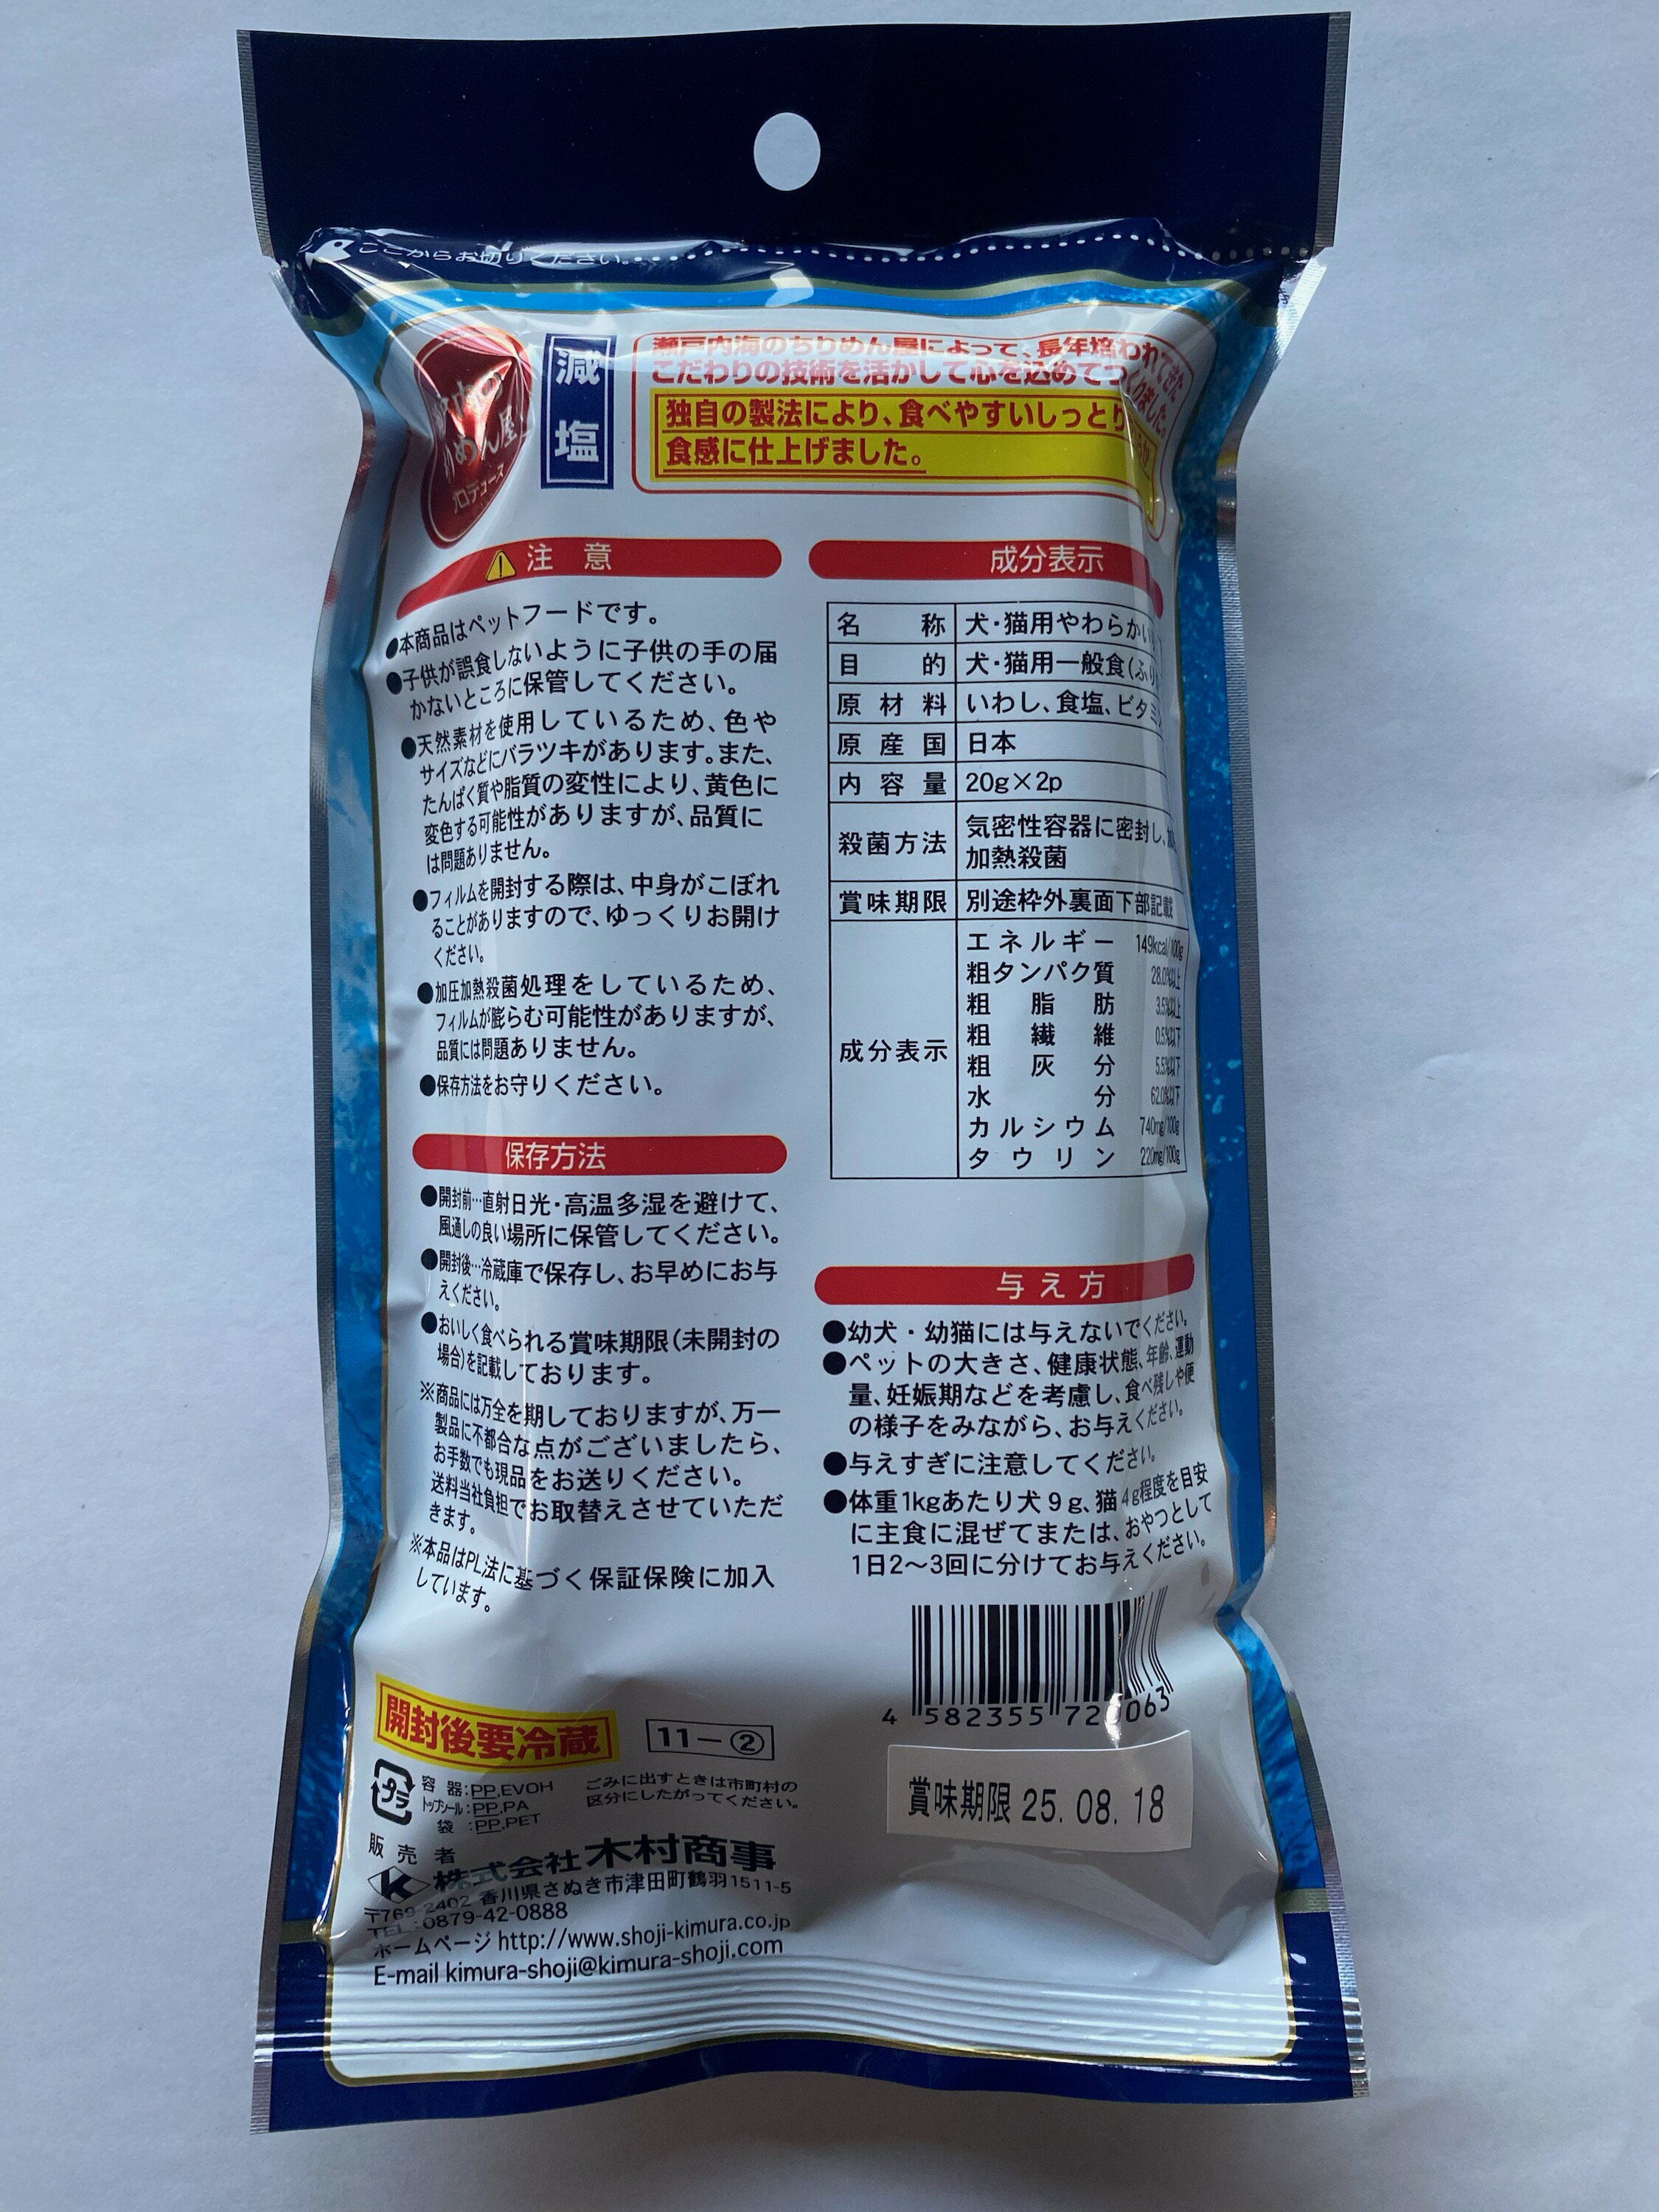 ここからお切りください。
めん屋
プロデュース
減塩
瀬戸内海のちりめん屋によって、長年培われてきた
こだわりの技術を活かして心を込めてつくりました。
独自の製法により、食べやすいしっとり
食感に仕上げました。
注意
●本商品はペットフードです。
●子供が誤食しないように子供の手の届
かないところに保管してください。
●天然素材を使用しているため、色や
サイズなどにバラツキがあります。また、
たんぱく質や脂質の変性により、黄色に
変色する可能性がありますが、品質に
は問題ありません。
●フィルムを開封する際は、中身がこぼれ
ることがありますので、ゆっくりお開け
ください。
●加圧加熱殺菌処理をしているため、
フィルムが膨らむ可能性がありますが、
品質には問題ありません。
●保存方法をお守りください。
保存方法
●開封前…直射日光・高温多湿を避けて、
風通しの良い場所に保管してください。
●開封後…冷蔵庫で保存し、お早めにお与
えください。
●おいしく食べられる賞味期限(未開封の
場合)を記載しております。
※商品には万全を期しておりますが、万一
製品に不都合な点がございましたら、
お手数でも現品をお送りください。
送料当社負担でお取替えさせていただ
きます。
※本品はPL法に基づく保証保険に加入
しています。
成分表示
名称 犬・猫用やわらかい
目的 犬・猫用一般食(ふり
原材料 いわし、食塩、ビタミ
原産国 日本
内容量 20g×2p
殺菌方法 気密性容器に密封し、
加熱殺菌
賞味期限 別途枠外裏面下部記載
成分表示
エネルギー 149kcal/100g
粗タンパク質 28.0%以上
粗脂肪 3.5%以上
粗繊維 0.5%以下
粗灰分 5.5%以下
水分 62.0%以下
カルシウム 740mg/100g
タウリン 220mg/100g
与え方
●幼犬・幼猫には与えないでください。
●ペットの大きさ、健康状態、年齢、運動
量、妊娠期などを考慮し、食べ残しや便
の様子をみながら、お与えください。
●与えすぎに注意してください。
●体重1kgあたり犬9g、猫4g程度を目安
に主食に混ぜてまたは、おやつとして
1日2〜3回に分けてお与えください。
4 582355 72 063
賞味期限 25.08.18
開封後要冷蔵
11-②
プラ
容器:PP,EVOH
トップシール:PP,PA
袋:PP,PET
ごみに出すときは市町村の
区分にしたがってください。
販売者
K 株式会社木村商事
〒769-2402 香川県さぬき市津田町鶴羽1511-5
TEL:0879-42-0888
ホームページ http://www.shoji-kimura.co.jp
E-mail kimura-shoji@kimura-shoji.com